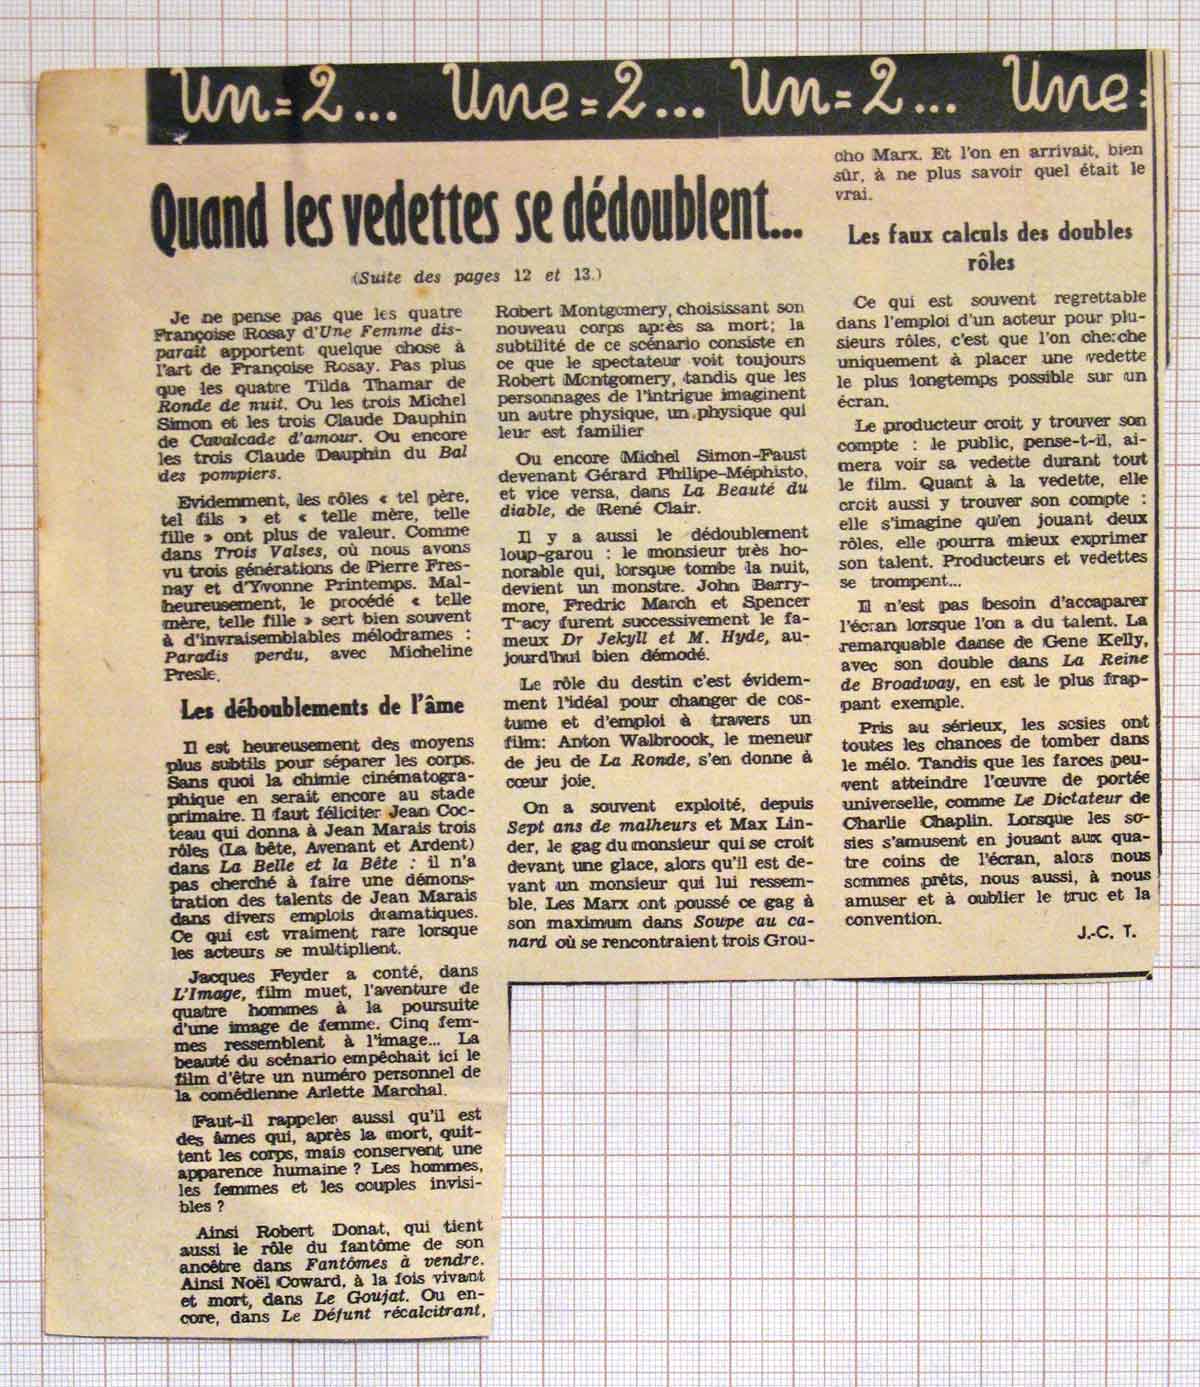 Un=2... Une=2... Un=2... Une=
Quand les vedettes se dédoublent...
(Suite des pages 12 et 13.)
Je ne pense pas que les quatre
Françoise Rosay d'Une Femme dis-
paraît apportent quelque chose à
l'art de Françoise Rosay. Pas plus
que les quatre Tilda Thamar de
Ronde de nuit. Ou les trois Michel
Simon et les trois Claude Dauphin
de Cavalcade d'amour. Ou encore
les trois Claude Dauphin du Bal
des pompiers.
Evidemment, les rôles « tel père,
tel fils » et « telle mère, telle
fille » ont plus de valeur. Comme
dans Trois Valses, où nous avons
vu trois générations de Pierre Fres-
nay et d'Yvonne Printemps. Mal-
heureusement, le procédé « telle
mère, telle fille » sert bien souvent
à d'invraisemblables mélodrames :
Paradis perdu, avec Micheline
Presle.
Les déboublements de l'âme
Il est heureusement des moyens
plus subtils pour séparer les corps.
Sans quoi la chimie cinématogra-
phique en serait encore au stade
primaire. Il faut féliciter Jean Coc-
teau qui donna à Jean Marais trois
rôles (La bête, Avenant et Ardent)
dans La Belle et la Bête : il n'a
pas cherché à faire une démons-
tration des talents de Jean Marais
dans divers emplois dramatiques.
Ce qui est vraiment rare lorsque
les acteurs se multiplient.
Jacques Feyder a conté, dans
L'Image, film muet, l'aventure de
quatre hommes à la poursuite
d'une image de femme. Cinq fem-
mes ressemblent à l'image... La
beauté du scénario empêchait ici le
film d'être un numéro personnel de
la comédienne Arlette Marchal.
Faut-il rappeler aussi qu'il est
des âmes qui, après la mort, quit-
tent les corps, mais conservent une
apparence humaine ? Les hommes,
les femmes et les couples invisi-
bles ?
Ainsi Robert Donat, qui tient
aussi le rôle du fantôme de son
ancêtre dans Fantômes à vendre.
Ainsi Noël Coward, à la fois vivant
et mort, dans Le Goujat. Ou en-
core, dans Le Défunt récalcitrant,
Robert Montgomery, choisissant son
nouveau corps après sa mort; la
subtilité de ce scénario consiste en
ce que le spectateur voit toujours
Robert Montgomery, tandis que les
personnages de l'intrigue imaginent
un autre physique, un physique qui
leur est familier
Ou encore Michel Simon-Faust
devenant Gérard Philipe-Méphisto,
et vice versa, dans La Beauté du
diable, de René Clair.
Il y a aussi le dédoublement
loup-garou : le monsieur très ho-
norable qui, lorsque tombe la nuit,
devient un monstre. John Barry-
more, Fredric March et Spencer
Tracy furent successivement le fa-
meux Dr Jekyll et M. Hyde, au-
jourd'hui bien démodé.
Le rôle du destin c'est évidem-
ment l'idéal pour changer de cos-
tume et d'emploi à travers un
film: Anton Walbroock, le meneur
de jeu de La Ronde, s'en donne à
cœur joie.
On a souvent exploité, depuis
Sept ans de malheurs et Max Lin-
der, le gag du monsieur qui se croit
devant une glace, alors qu'il est de-
vant un monsieur qui lui ressem-
ble. Les Marx ont poussé ce gag à
son maximum dans Soupe au ca-
nard où se rencontraient trois Grou-
cho Marx. Et l'on en arrivait, bien
sûr, à ne plus savoir quel était le
vrai.
Les faux calculs des doubles
rôles
Ce qui est souvent regrettable
dans l'emploi d'un acteur pour plu-
sieurs rôles, c'est que l'on cherche
uniquement à placer une vedette
le plus longtemps possible sur un
écran.
Le producteur croit y trouver son
compte : le public, pense-t-il, ai-
mera voir sa vedette durant tout
le film. Quant à la vedette, elle
croit aussi y trouver son compte :
elle s'imagine qu'en jouant deux
rôles, elle pourra mieux exprimer
son talent. Producteurs et vedettes
se trompent...
Il n'est pas besoin d'accaparer
l'écran lorsque l'on a du talent. La
remarquable danse de Gene Kelly,
avec son double dans La Reine
de Broadway, en est le plus frap-
pant exemple.
Pris au sérieux, les sosies ont
toutes les chances de tomber dans
le mélo. Tandis que les farces peu-
vent atteindre l'œuvre de portée
universelle, comme Le Dictateur de
Charlie Chaplin. Lorsque les so-
sies s'amusent en jouant aux qua-
tre coins de l'écran, alors nous
sommes prêts, nous aussi, à nous
amuser et à oublier le truc et la
convention.
J.-C. T.